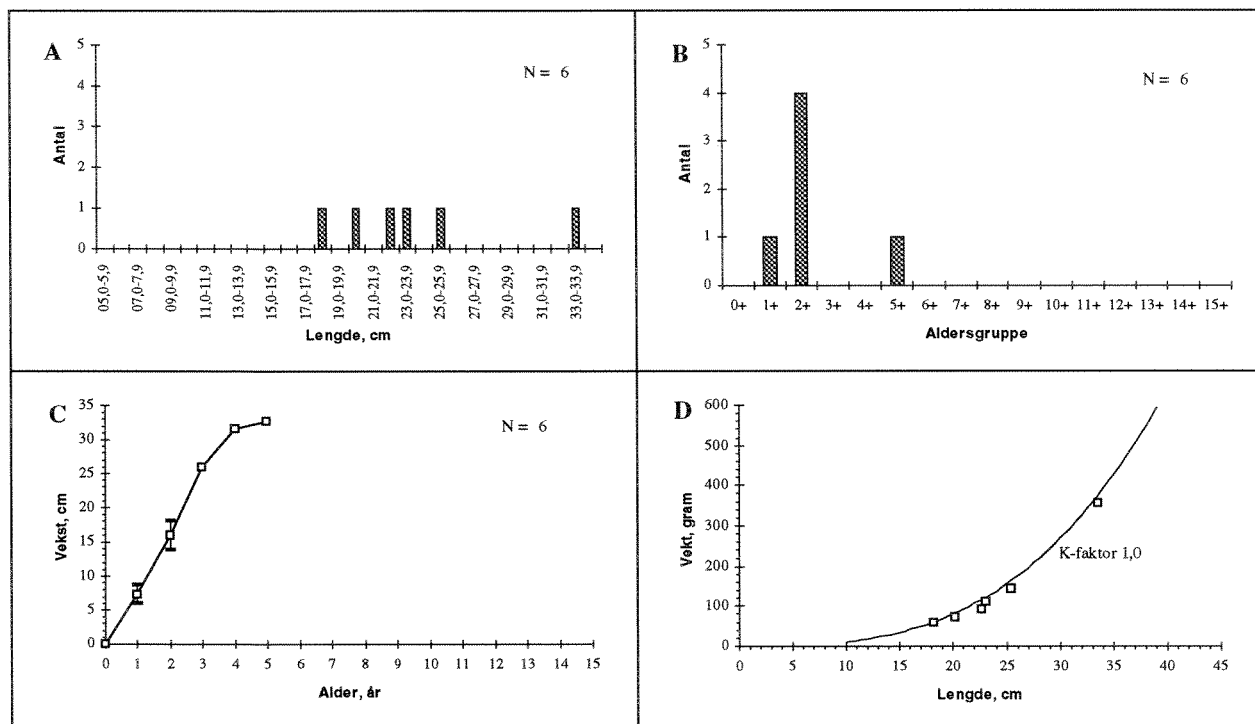 A
N = 6
Antal
5
4
3
2
1
0
05,0-5,9
07,0-7,9
09,0-9,9
11,0-11,9
13,0-13,9
15,0-15,9
17,0-17,9
19,0-19,9
21,0-21,9
23,0-23,9
25,0-25,9
27,0-27,9
29,0-29,9
31,0-31,9
33,0-33,9
Lengde, cm
B
N = 6
Antal
5
4
3
2
1
0
0+ 1+ 2+ 3+ 4+ 5+ 6+ 7+ 8+ 9+ 10+ 11+ 12+ 13+ 14+ 15+
Aldersgruppe
C
N = 6
Vekst, cm
35
30
25
20
15
10
5
0
0 1 2 3 4 5 6 7 8 9 10 11 12 13 14 15
Alder, år
D
Vekt, gram
600
500
400
300
200
100
0
K-faktor 1,0
0 5 10 15 20 25 30 35 40 45
Lengde, cm